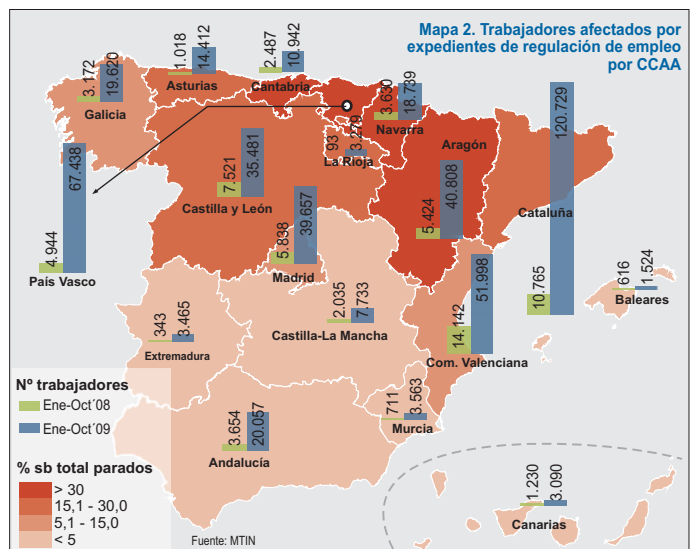 Mapa 2. Trabajadores afectados por
expedientes de regulación de empleo
por CCAA
3.172
19.620
Galicia
1.018
14.412
Asturias
2.487
10.942
Cantabria
3.630
18.739
Navarra
93
3.279
La Rioja
Aragón
5.424
40.808
120.729
10.765
Cataluña
67.438
4.944
País Vasco
7.521
35.481
Castilla y León
5.838
39.657
Madrid
51.998
14.142
Com. Valenciana
616
1.524
Baleares
343
3.465
Extremadura
2.035
7.733
Castilla-La Mancha
711
3.563
Murcia
3.654
20.057
Andalucía
1.230
3.090
Canarias
Nº trabajadores
Ene-Oct´08
Ene-Oct´09
% sb total parados
> 30
15,1 - 30,0
5,1 - 15,0
< 5
Fuente: MTIN